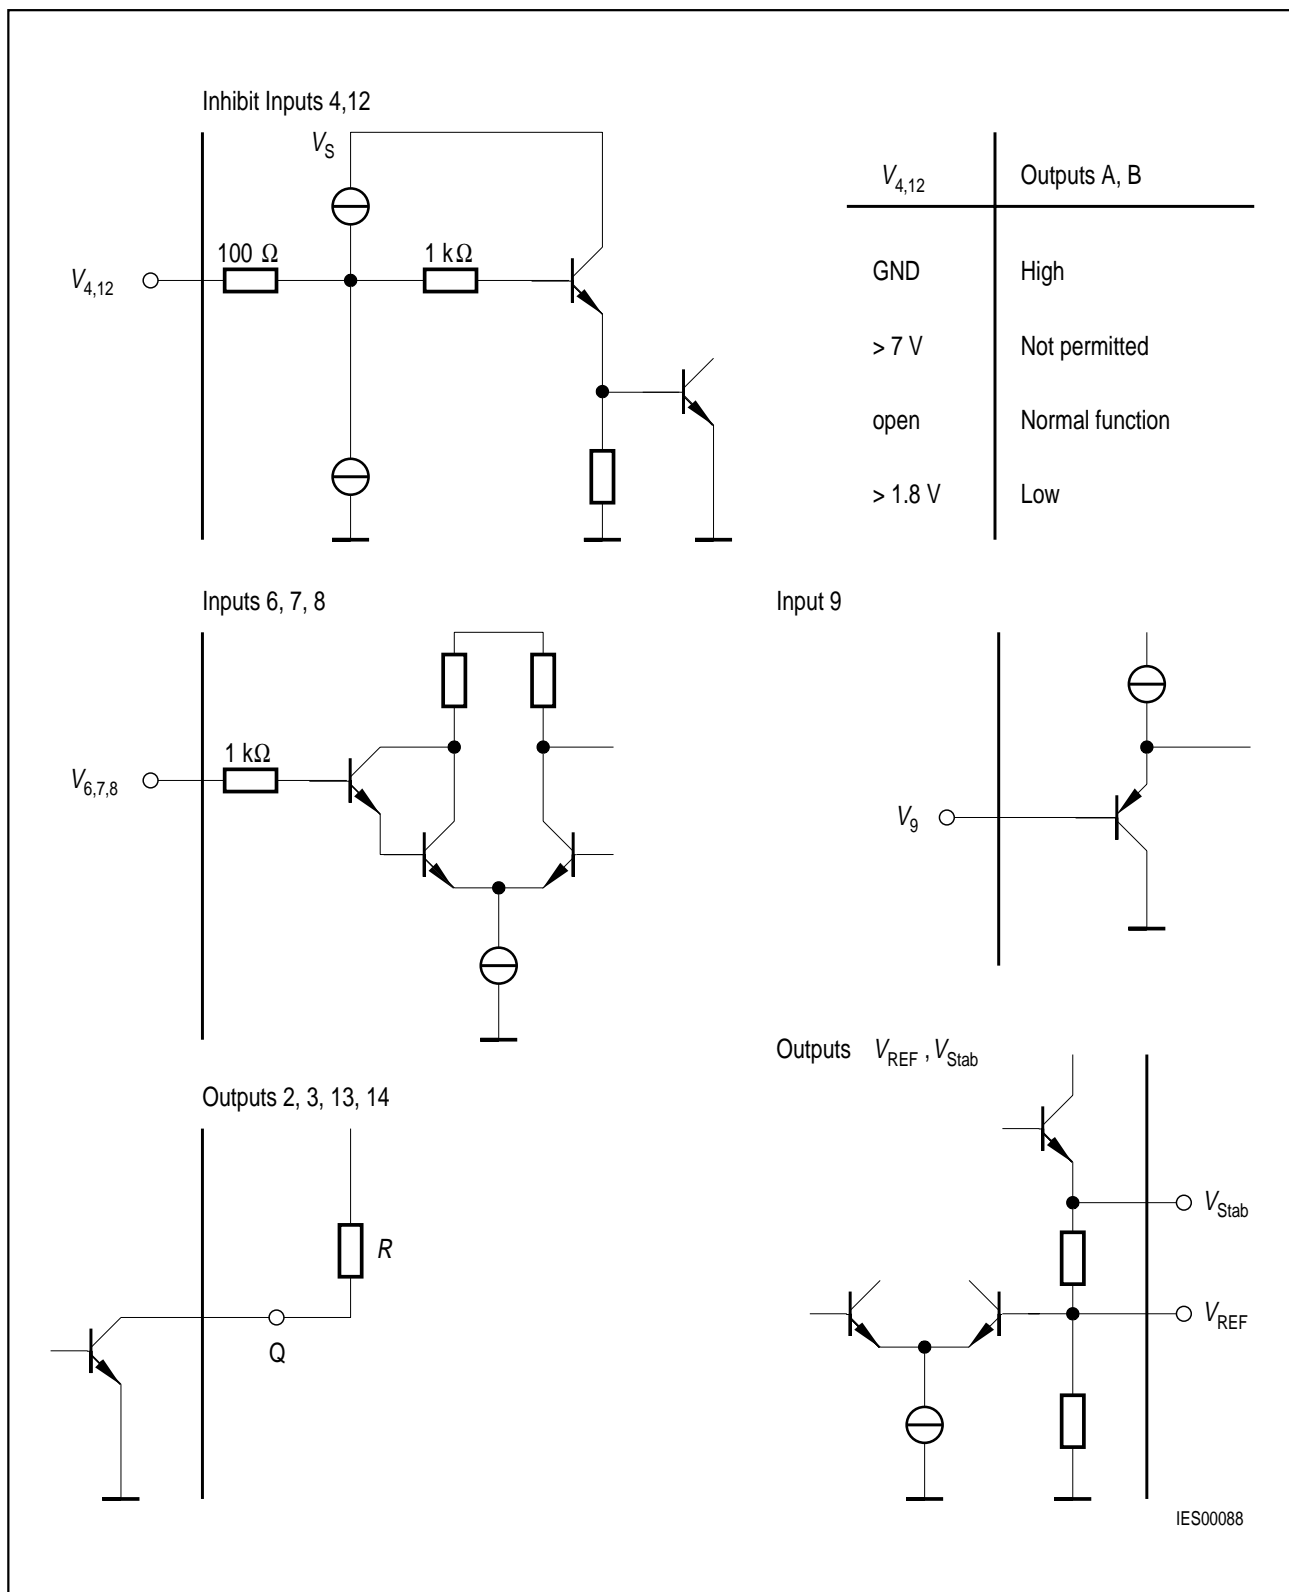 Inhibit Inputs 4,12
V_S
100 Ω
1 kΩ
V_4,12
V_4,12 Outputs A, B
GND High
> 7 V Not permitted
open Normal function
> 1.8 V Low
Inputs 6, 7, 8
1 kΩ
V_6,7,8
Input 9
V_9
Outputs 2, 3, 13, 14
R
Q
Outputs V_REF , V_Stab
V_Stab
V_REF
IES00088